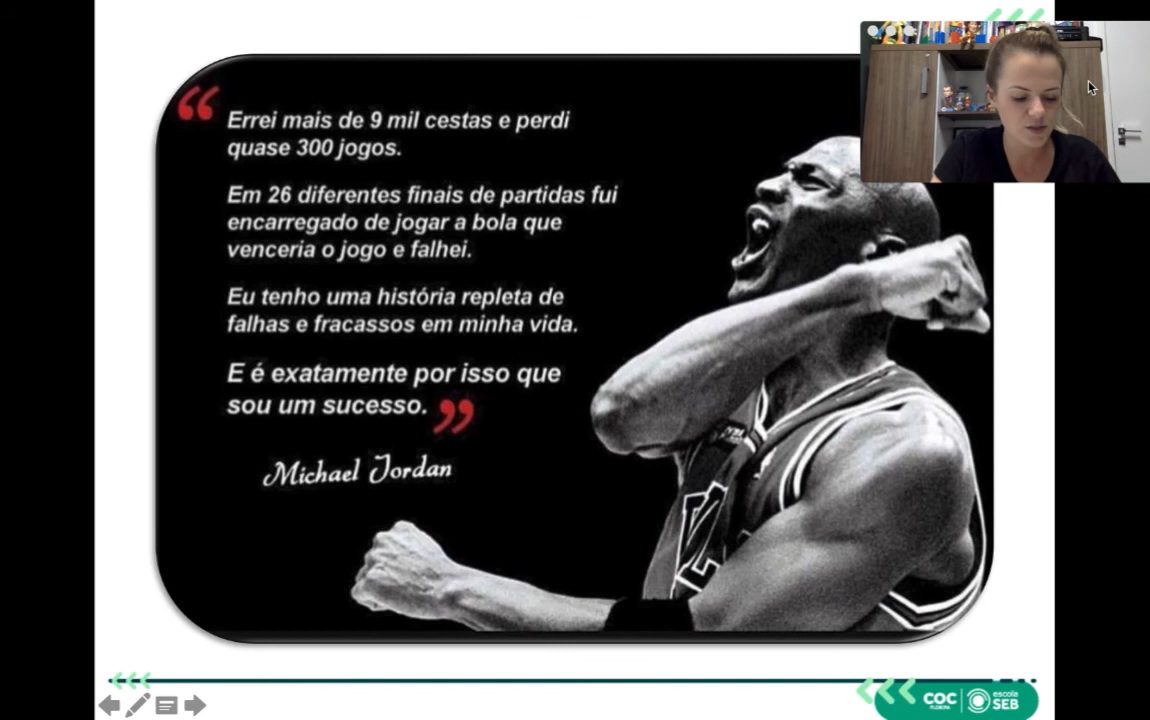 “
Errei mais de 9 mil cestas e perdi
quase 300 jogos.
Em 26 diferentes finais de partidas fui
encarregado de jogar a bola que
venceria o jogo e falhei.
Eu tenho uma história repleta de
falhas e fracassos em minha vida.
E é exatamente por isso que
sou um sucesso. ”
Michael Jordan
COC
FLORIPA
escola
SEB